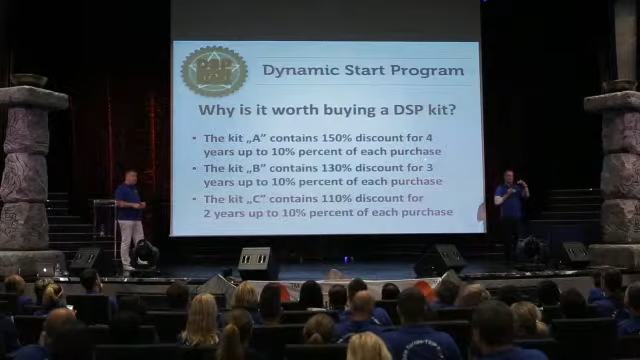 DSP
Dynamic Start Program
Why is it worth buying a DSP kit?
• The kit „A” contains 150% discount for 4
years up to 10% percent of each purchase
• The kit „B” contains 130% discount for 3
years up to 10% percent of each purchase
• The kit „C” contains 110% discount for
2 years up to 10% percent of each purchase